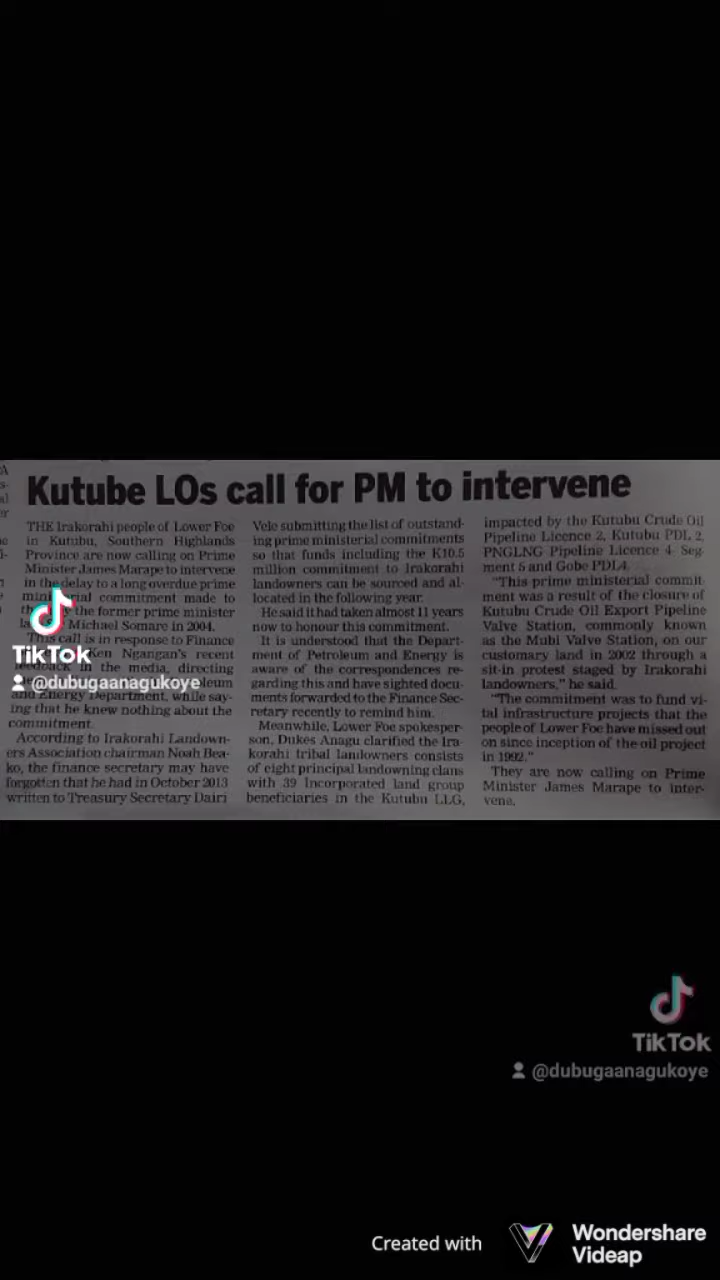 Kutube LOs call for PM to intervene
THE Irakorahi people of Lower Foe
in Kutubu, Southern Highlands
Province are now calling on Prime
Minister James Marape to intervene
in the delay to a long overdue prime
commitment made to
the former prime minister
Michael Somare in 2004.
This call is in response to Finance
Ken Ngangan's recent
feedback in the media, directing
and Energy Department, while say-
ing that he knew nothing about the
commitment.
According to Irakorahi Landown-
ers Association chairman Noah Bea-
ko, the finance secretary may have
forgotten that he had in October 2013
written to Treasury Secretary Dairi
Vele submitting the list of outstand-
ing prime ministerial commitments
so that funds including the K10.5
million commitment to Irakorahi
landowners can be sourced and al-
located in the following year.
He said it had taken almost 11 years
now to honour this commitment.
It is understood that the Depart-
ment of Petroleum and Energy is
aware of the correspondences re-
garding this and have sighted docu-
ments forwarded to the Finance Sec-
retary recently to remind him.
Meanwhile, Lower Foe spokesper-
son, Dukes Anagu clarified the Ira-
korahi tribal landowners consists
of eight principal landowning clans
with 39 Incorporated land group
beneficiaries in the Kutubu LLG,
impacted by the Kutubu Crude Oil
Pipeline Licence 2, Kutubu PDL 2,
PNGLNG Pipeline Licence 4 Seg-
ment 5 and Gobe PDL4.
"This prime ministerial commit-
ment was a result of the closure of
Kutubu Crude Oil Export Pipeline
Valve Station, commonly known
as the Mubi Valve Station, on our
customary land in 2002 through a
sit-in protest staged by Irakorahi
landowners," he said.
"The commitment was to fund vi-
tal infrastructure projects that the
people of Lower Foe have missed out
on since inception of the oil project
in 1992."
They are now calling on Prime
Minister James Marape to inter-
vene.
TikTok
@dubugaanagukoye
TikTok
@dubugaanagukoye
Created with
Wondershare
Videap